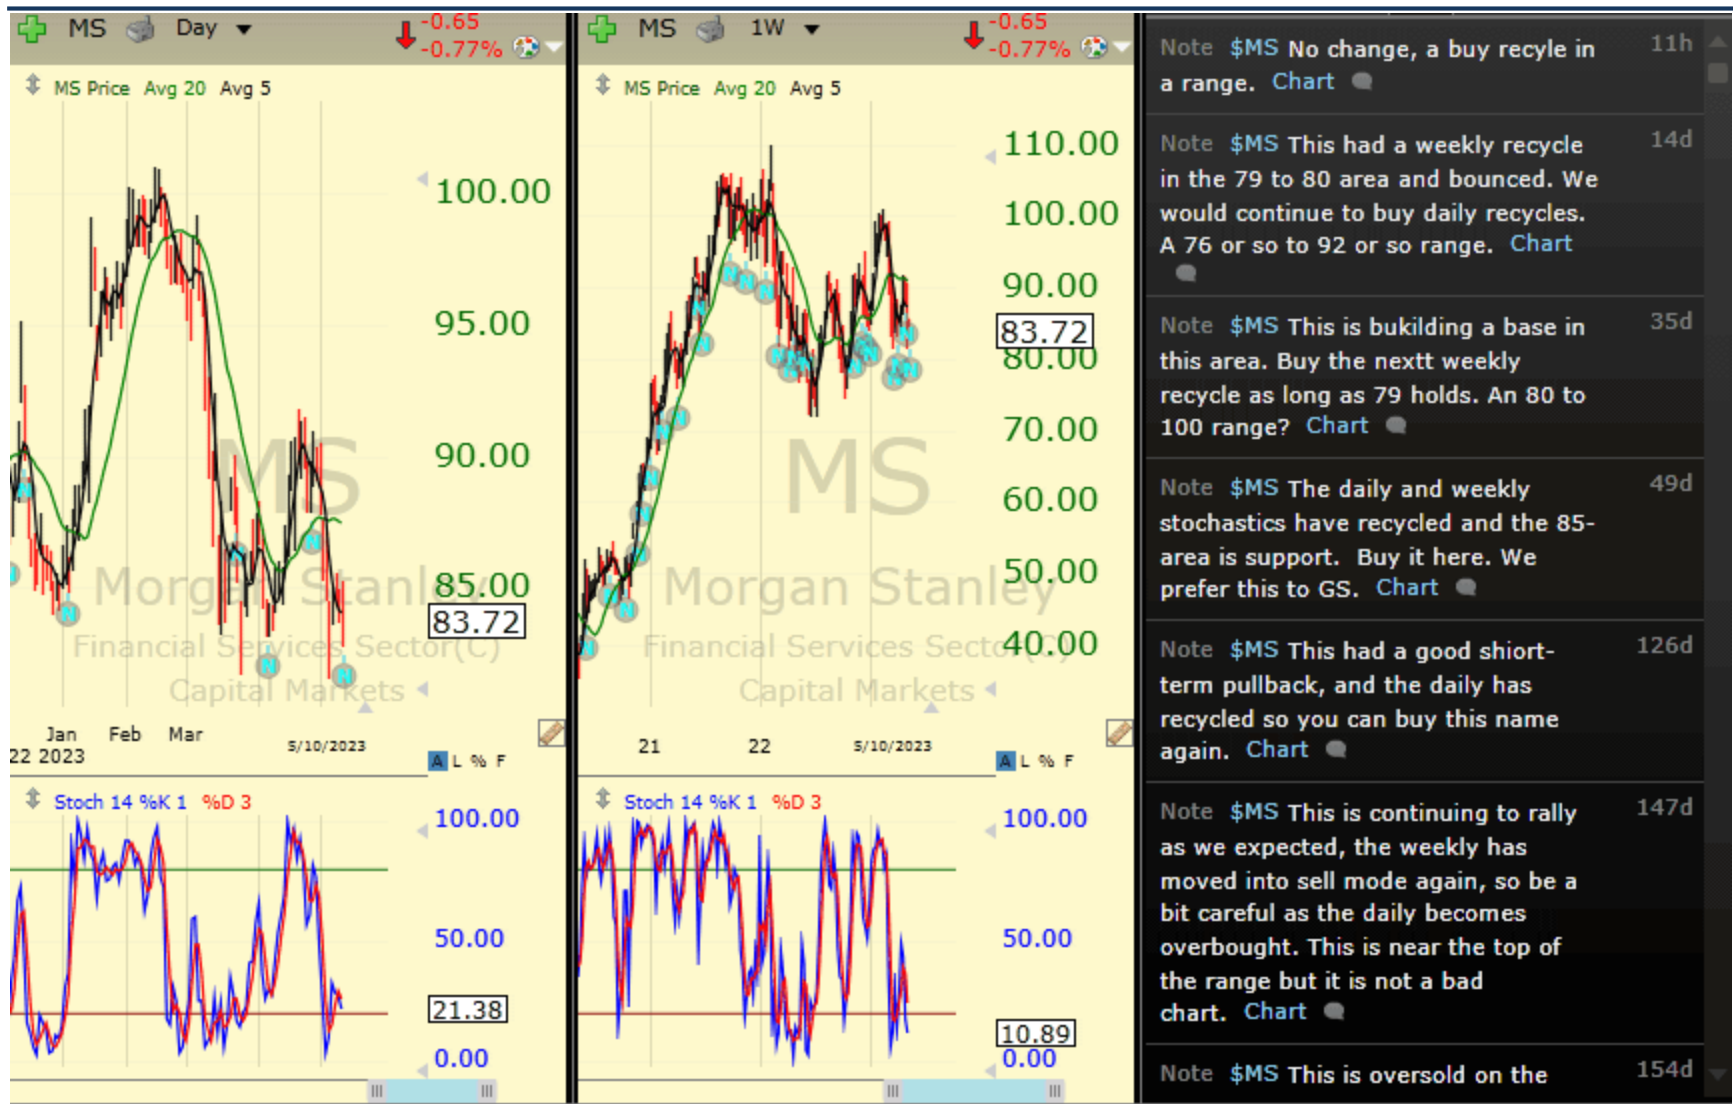 MS Day -0.65
-0.77%
MS Price Avg 20 Avg 5
100.00
95.00
90.00
85.00
83.72
MS
Morgan Stanley
Financial Services Sector(C)
Capital Markets
Jan Feb Mar 5/10/2023
22 2023
A L % F
Stoch 14 %K 1 %D 3
100.00
50.00
21.38
0.00
MS 1W -0.65
-0.77%
MS Price Avg 20 Avg 5
110.00
100.00
90.00
83.72
80.00
70.00
60.00
50.00
40.00
MS
Morgan Stanley
Financial Services Sector(C)
Capital Markets
21 22 5/10/2023
A L % F
Stoch 14 %K 1 %D 3
100.00
50.00
10.89
0.00
Note $MS No change, a buy recyle in 11h
a range. Chart
Note $MS This had a weekly recycle 14d
in the 79 to 80 area and bounced. We
would continue to buy daily recycles.
A 76 or so to 92 or so range. Chart
Note $MS This is bukilding a base in 35d
this area. Buy the nextt weekly
recycle as long as 79 holds. An 80 to
100 range? Chart
Note $MS The daily and weekly 49d
stochastics have recycled and the 85-
area is support. Buy it here. We
prefer this to GS. Chart
Note $MS This had a good shiort- 126d
term pullback, and the daily has
recycled so you can buy this name
again. Chart
Note $MS This is continuing to rally 147d
as we expected, the weekly has
moved into sell mode again, so be a
bit careful as the daily becomes
overbought. This is near the top of
the range but it is not a bad
chart. Chart
Note $MS This is oversold on the 154d